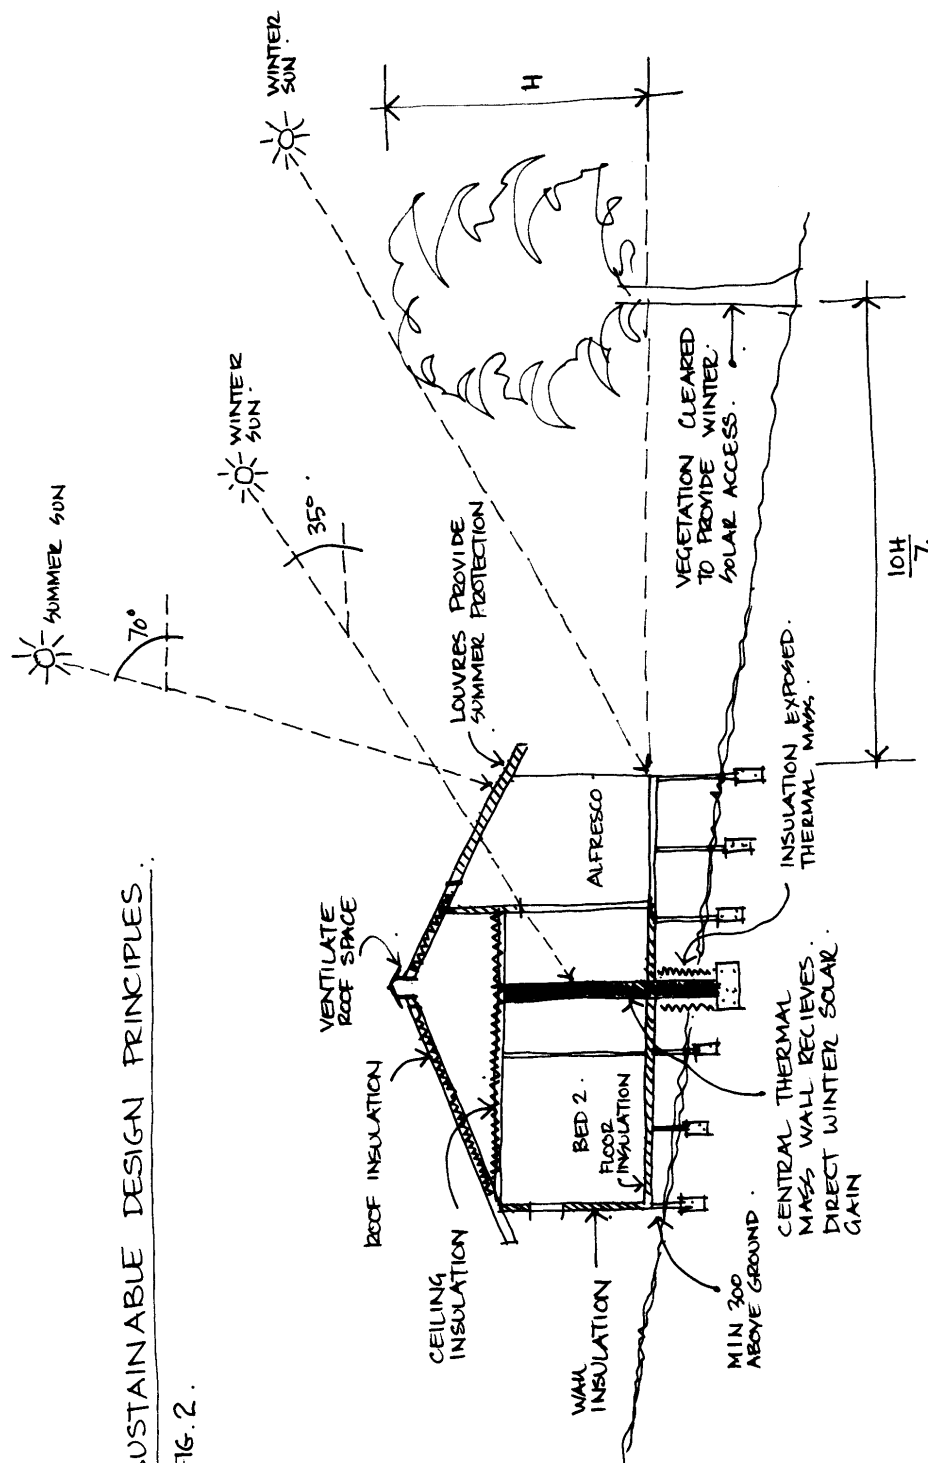 SUSTAINABLE DESIGN PRINCIPLES.
FIG. 2.
SUMMER SUN
70°
WINTER
SUN.
35°
WINTER
SUN
VENTILATE
ROOF SPACE
ROOF INSULATION
CEILING
INSULATION
WALL
INSULATION
LOUVRES PROVIDE
SUMMER PROTECTION
H
ALFRESCO
BED 2.
FLOOR
INSULATION
VEGETATION CLEARED
TO PROVIDE WINTER
SOLAR ACCESS.
MIN 300
ABOVE GROUND.
CENTRAL THERMAL
MASS WALL RELIEVES.
DIRECT WINTER SOLAR
GAIN
INSULATION EXPOSED.
THERMAL MASS.
10H
7.